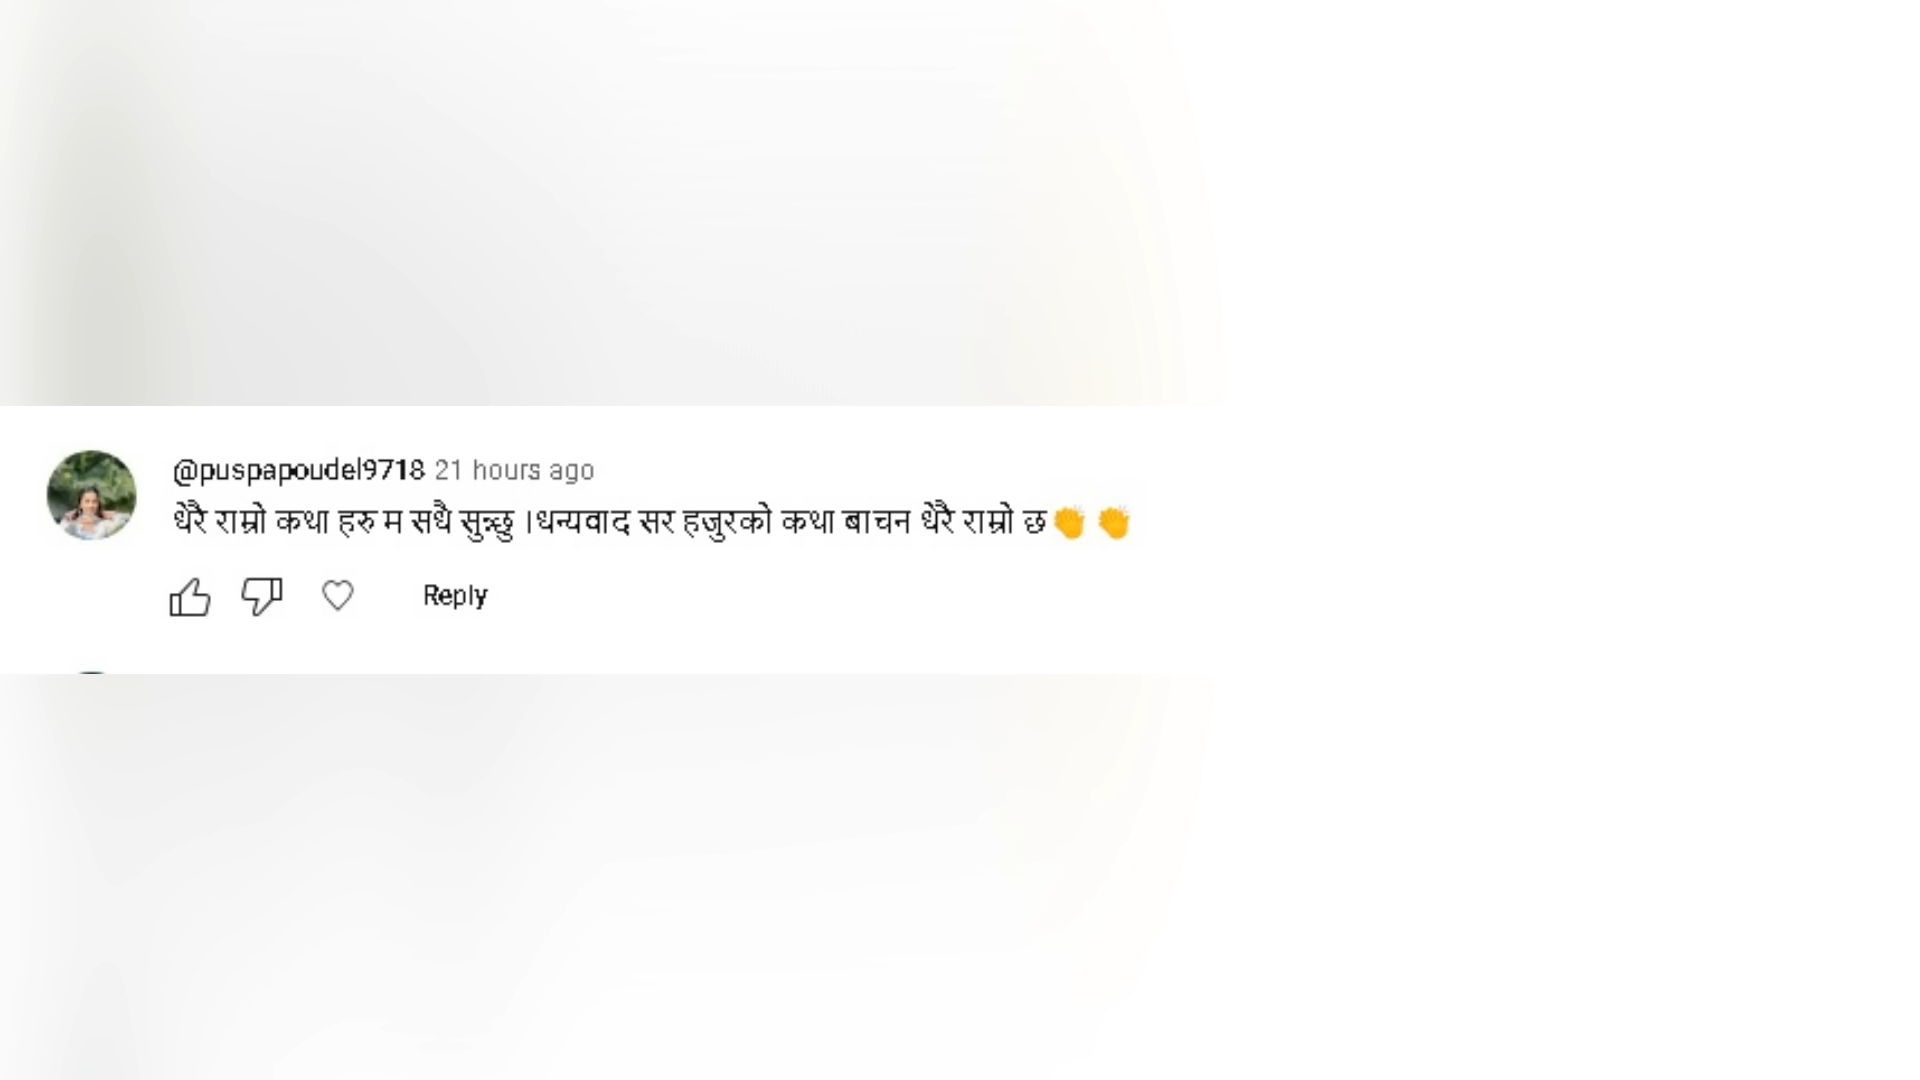 @puspapoudel9718 21 hours ago
धेरै राम्रो कथा हरु म सधै सुन्छु ।धन्यवाद सर हजुरको कथा बाचन धेरै राम्रो छ👏 👏
Reply